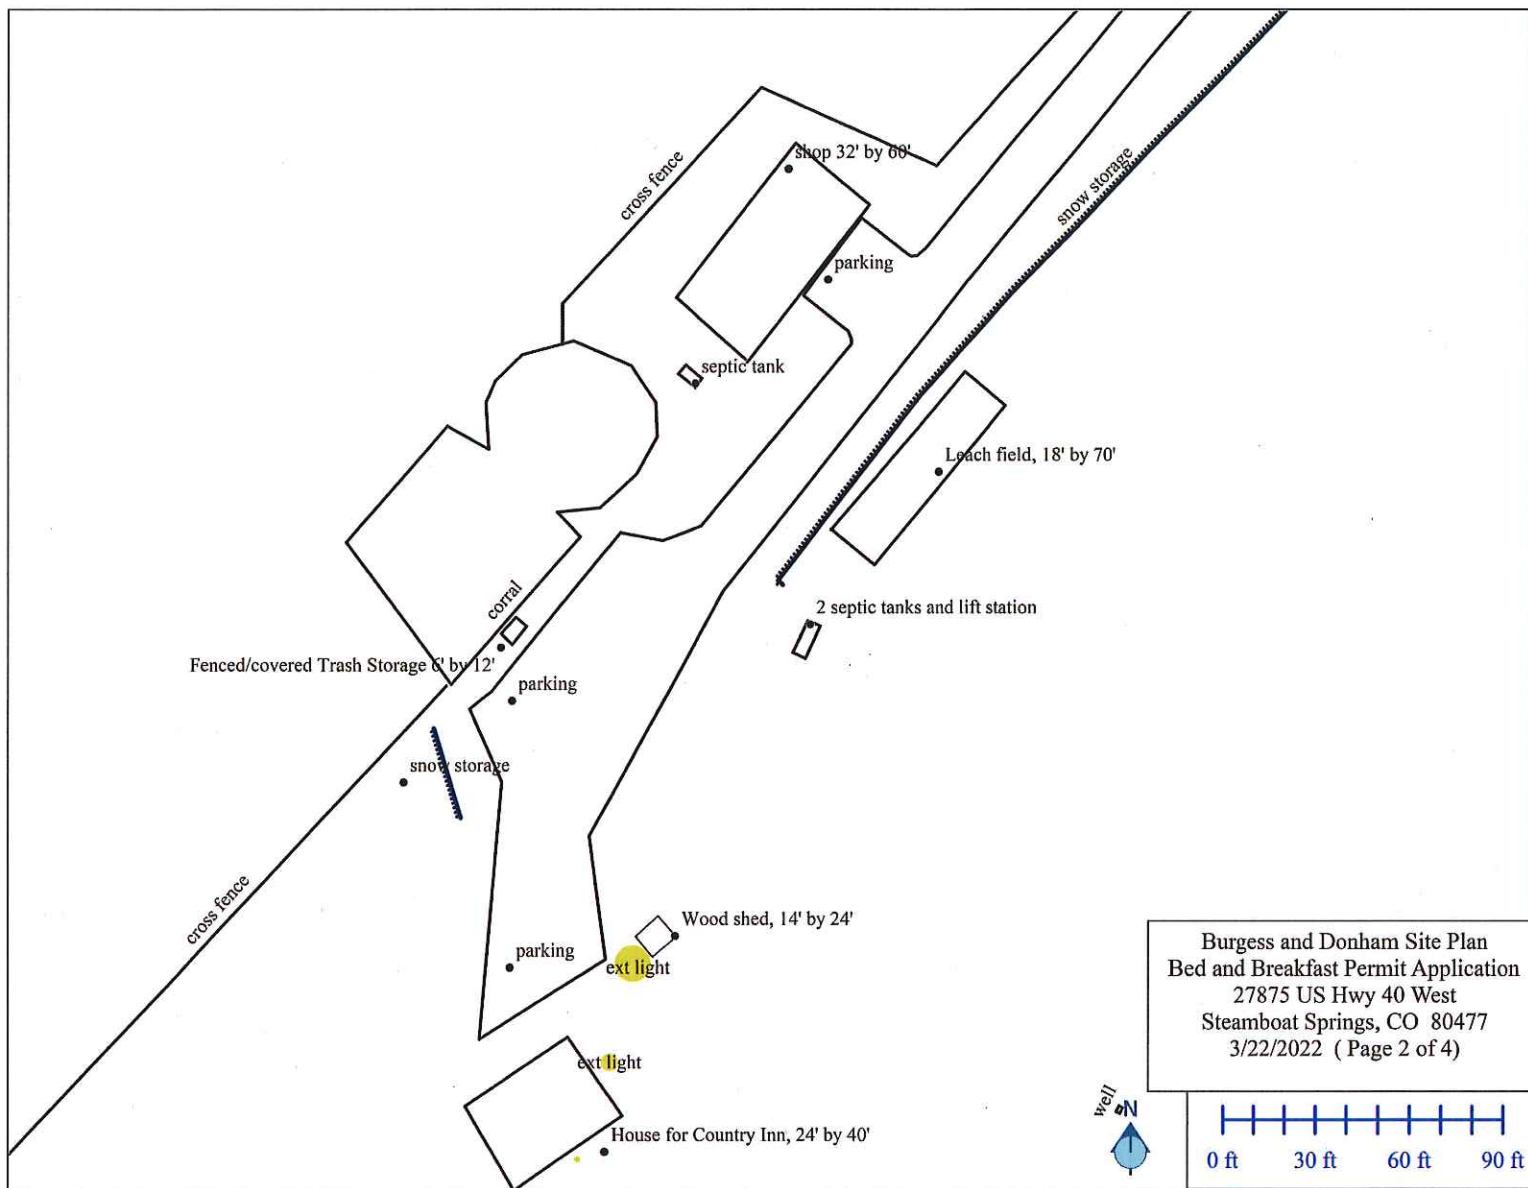 shop 32' by 60'
cross fence
snow storage
parking
septic tank
Leach field, 18' by 70'
corral
2 septic tanks and lift station
Fenced/covered Trash Storage 6' by 12'
parking
snow storage
cross fence
Wood shed, 14' by 24'
parking
ext light
ext light
House for Country Inn, 24' by 40'
Burgess and Donham Site Plan
Bed and Breakfast Permit Application
27875 US Hwy 40 West
Steamboat Springs, CO 80477
3/22/2022 ( Page 2 of 4)
well
N
0 ft 30 ft 60 ft 90 ft